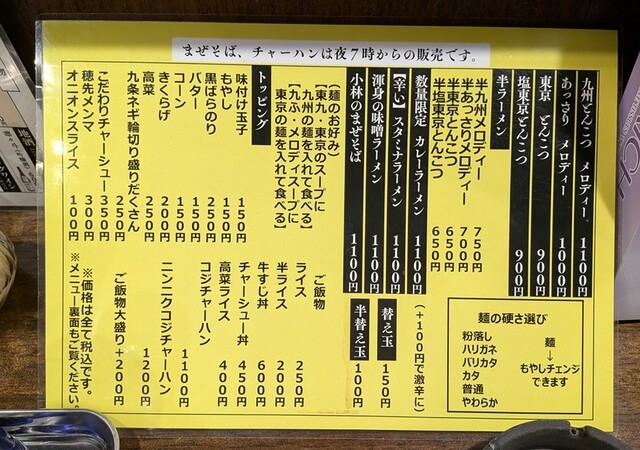 まぜそば、チャーハンは夜7時からの販売です。
九州とんこつ メロディー 1100円
あっさり メロディー 1000円
東京 とんこつ 900円
塩東京とんこつ 900円
半ラーメン
半九州メロディー 750円
半あっさりメロディー 700円
半東京とんこつ 650円
半塩東京とんこつ 650円
数量限定 カレーラーメン 1100円
【辛い】スタミナラーメン 1100円
(+100円で激辛に)
渾身の味噌ラーメン 1100円
小林のまぜそば 1100円
替え玉 150円
半替え玉 100円
麺の硬さ選び
粉落し
ハリガネ
バリカタ
カタ
普通
やわらか
麺
↓
もやしチェンジ
できます
(麺のお好み)
【東九・東京のスープに
九州の麺を入れて食べる】
【九ふ・メロディスープに
東京の麺を入れて食べる】
トッピング
味付け玉子 150円
もやし 150円
黒ばらのり 250円
バター 150円
コーン 150円
きくらげ 200円
高菜 250円
九条ネギ輪切り盛りだくさん 250円
こだわりチャーシュー 350円
穂先メンマ 300円
オニオンスライス 100円
ご飯物
ライス 250円
半ライス 200円
牛すじ丼 600円
チャーシュー丼 450円
高菜ライス 400円
コジチャーハン 1100円
ニンニクコジチャーハン 1200円
ご飯物大盛り+200円
※価格は全て税込です。
※メニュー裏面もご覧ください。